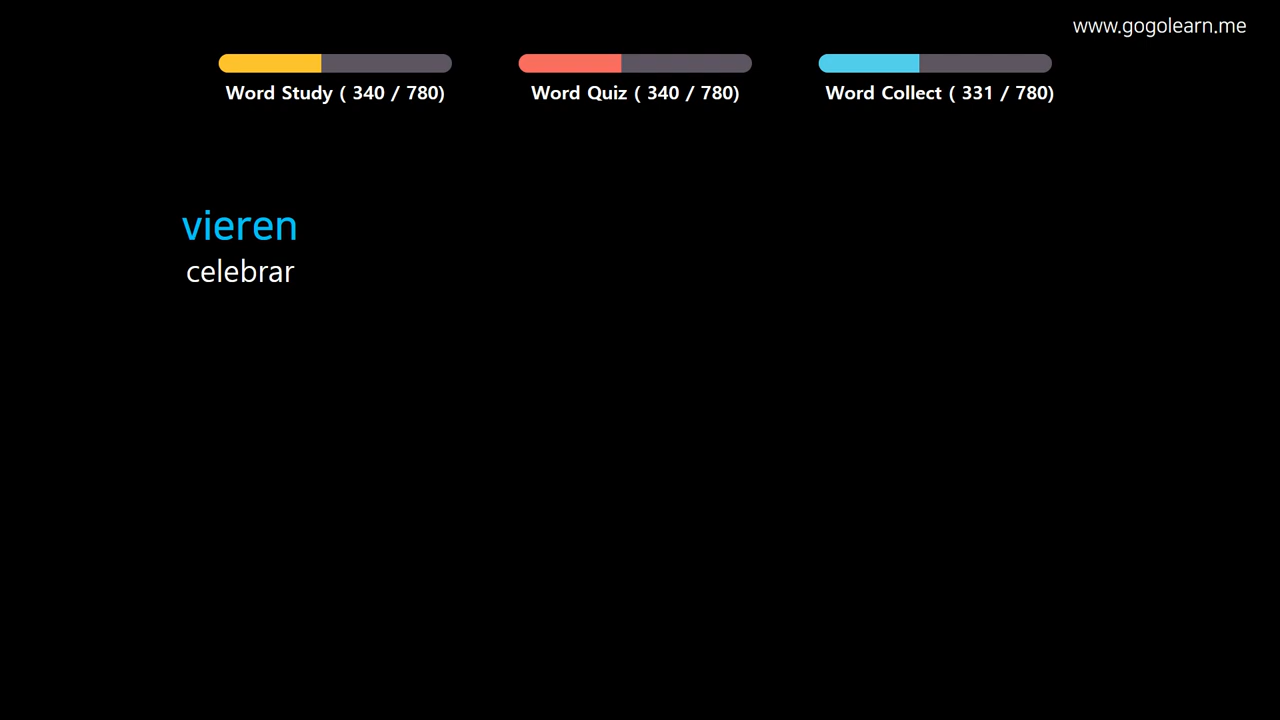 www.gogolearn.me
Word Study ( 340 / 780)
Word Quiz ( 340 / 780)
Word Collect ( 331 / 780)
vieren
celebrar